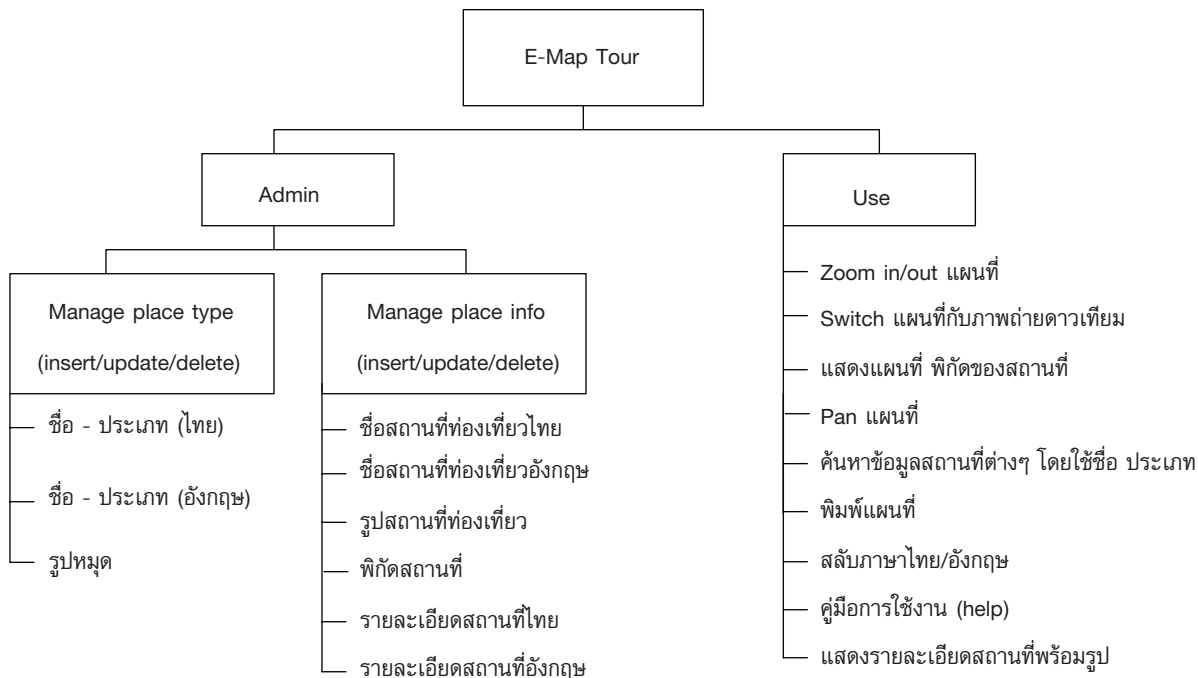 E-Map Tour
Admin
Use
Manage place type
(insert/update/delete)
ชื่อ - ประเภท (ไทย)
ชื่อ - ประเภท (อังกฤษ)
รูปหมุด
Manage place info
(insert/update/delete)
ชื่อสถานที่ท่องเที่ยวไทย
ชื่อสถานที่ท่องเที่ยวอังกฤษ
รูปสถานที่ท่องเที่ยว
พิกัดสถานที่
รายละเอียดสถานที่ไทย
รายละเอียดสถานที่อังกฤษ
Zoom in/out แผนที่
Switch แผนที่กับภาพถ่ายดาวเทียม
แสดงแผนที่ พิกัดของสถานที่
Pan แผนที่
ค้นหาข้อมูลสถานที่ต่างๆ โดยใช้ชื่อ ประเภท
พิมพ์แผนที่
สลับภาษาไทย/อังกฤษ
คู่มือการใช้งาน (help)
แสดงรายละเอียดสถานที่พร้อมรูป